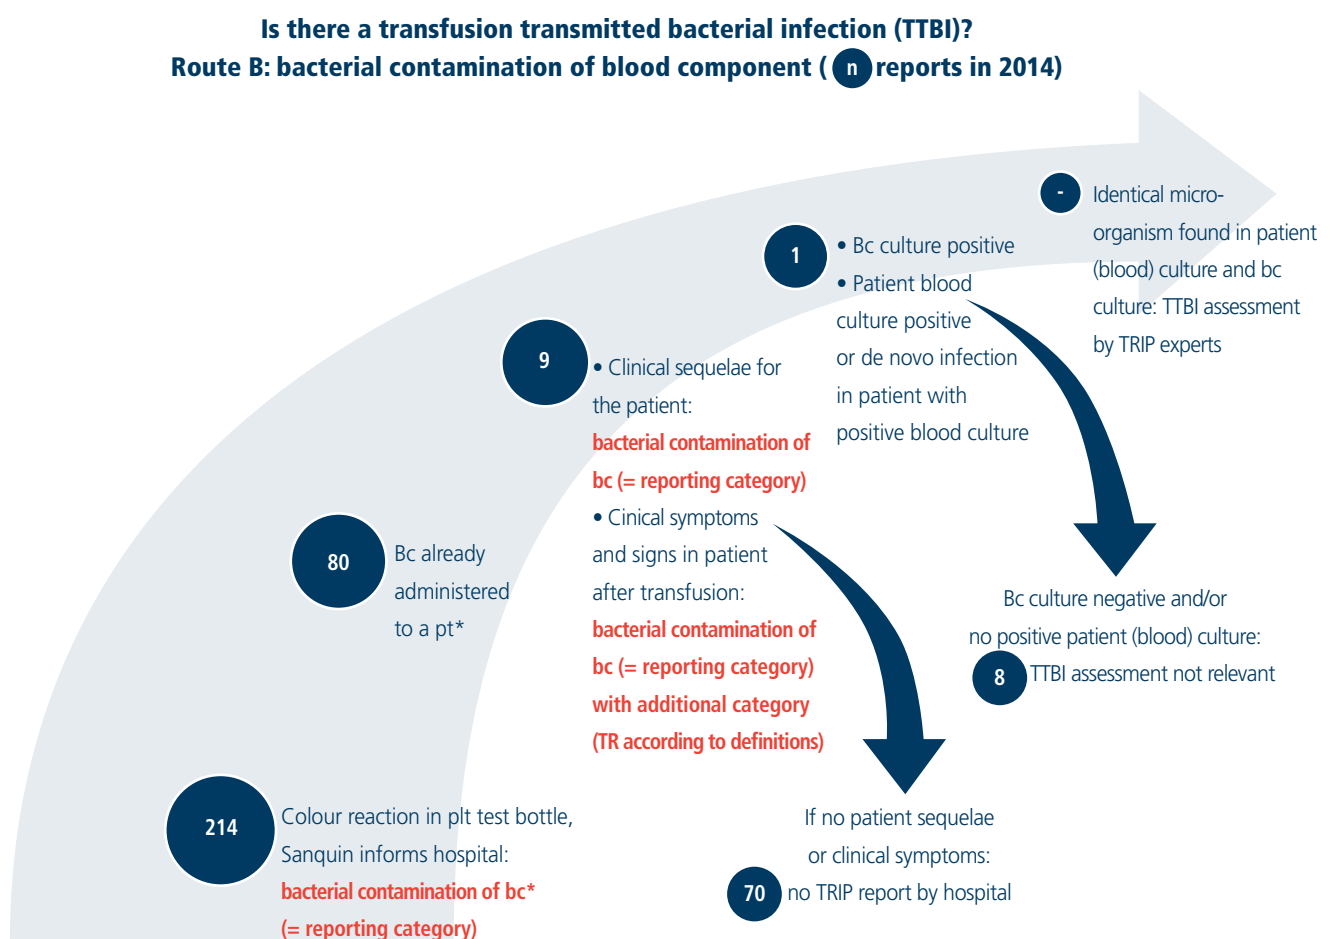 Is there a transfusion transmitted bacterial infection (TTBI)?
Route B: bacterial contamination of blood component ( n reports in 2014)
214
Colour reaction in plt test bottle,
Sanquin informs hospital:
bacterial contamination of bc*
(= reporting category)
80
Bc already
administered
to a pt*
9
• Clinical sequelae for
the patient:
bacterial contamination of
bc (= reporting category)
• Cinical symptoms
and signs in patient
after transfusion:
bacterial contamination of
bc (= reporting category)
with additional category
(TR according to definitions)
If no patient sequelae
or clinical symptoms:
70 no TRIP report by hospital
1
• Bc culture positive
• Patient blood
culture positive
or de novo infection
in patient with
positive blood culture
Bc culture negative and/or
no positive patient (blood) culture:
8 TTBI assessment not relevant
-
Identical micro-
organism found in patient
(blood) culture and bc
culture: TTBI assessment
by TRIP experts